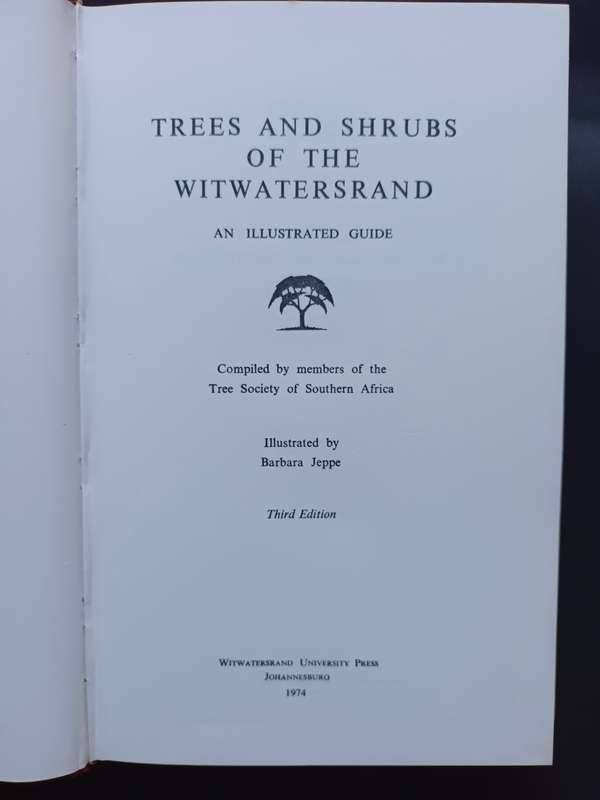 TREES AND SHRUBS
OF THE
WITWATERSRAND
AN ILLUSTRATED GUIDE
Compiled by members of the
Tree Society of Southern Africa
Illustrated by
Barbara Jeppe
Third Edition
WITWATERSRAND UNIVERSITY PRESS
JOHANNESBURG
1974